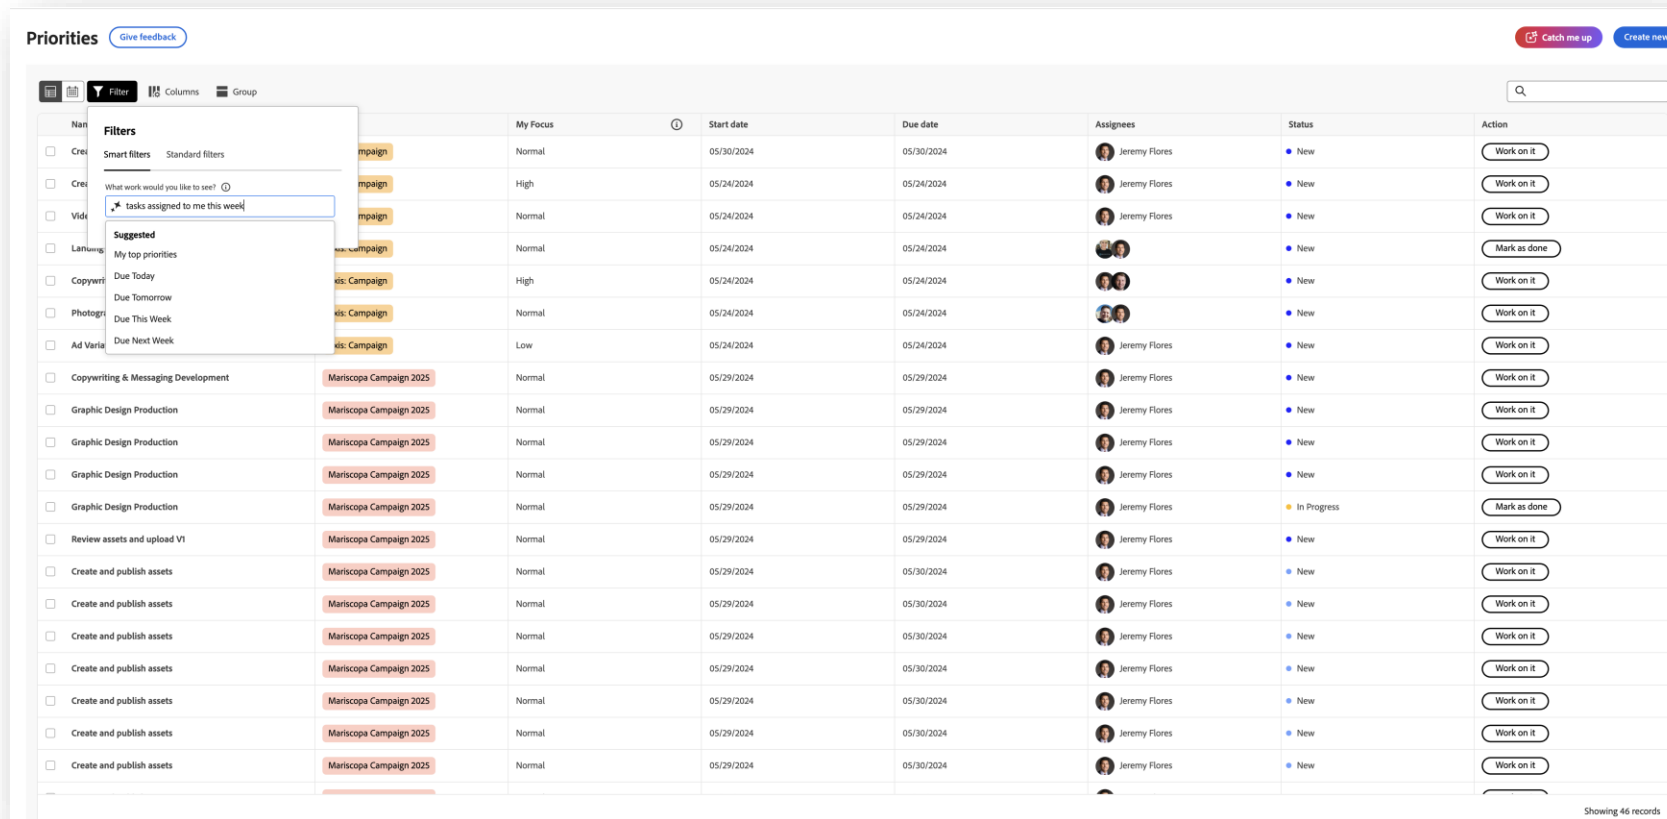 Priorities Give feedback Catch me up Create new
Filter Columns Group
Filters
Smart filters Standard filters
What work would you like to see?
tasks assigned to me this week
Suggested
My top priorities
Due Today
Due Tomorrow
Due This Week
Due Next Week
My Focus Start date Due date Assignees Status Action
Normal 05/30/2024 05/30/2024 Jeremy Flores New Work on it
High 05/24/2024 05/24/2024 Jeremy Flores New Work on it
Normal 05/24/2024 05/24/2024 Jeremy Flores New Work on it
Landing Campaign Normal 05/24/2024 05/24/2024 New Mark as done
Copywri xis: Campaign High 05/24/2024 05/24/2024 New Work on it
Photogra xis: Campaign Normal 05/24/2024 05/24/2024 New Work on it
Ad Varia xis: Campaign Low 05/24/2024 05/24/2024 Jeremy Flores New Work on it
Copywriting & Messaging Development Mariscopa Campaign 2025 Normal 05/29/2024 05/29/2024 Jeremy Flores New Work on it
Graphic Design Production Mariscopa Campaign 2025 Normal 05/29/2024 05/29/2024 Jeremy Flores New Work on it
Graphic Design Production Mariscopa Campaign 2025 Normal 05/29/2024 05/29/2024 Jeremy Flores New Work on it
Graphic Design Production Mariscopa Campaign 2025 Normal 05/29/2024 05/29/2024 Jeremy Flores New Work on it
Graphic Design Production Mariscopa Campaign 2025 Normal 05/29/2024 05/29/2024 Jeremy Flores In Progress Mark as done
Review assets and upload V1 Mariscopa Campaign 2025 Normal 05/29/2024 05/29/2024 Jeremy Flores New Work on it
Create and publish assets Mariscopa Campaign 2025 Normal 05/29/2024 05/30/2024 Jeremy Flores New Work on it
Create and publish assets Mariscopa Campaign 2025 Normal 05/29/2024 05/30/2024 Jeremy Flores New Work on it
Create and publish assets Mariscopa Campaign 2025 Normal 05/29/2024 05/30/2024 Jeremy Flores New Work on it
Create and publish assets Mariscopa Campaign 2025 Normal 05/29/2024 05/30/2024 Jeremy Flores New Work on it
Create and publish assets Mariscopa Campaign 2025 Normal 05/29/2024 05/30/2024 Jeremy Flores New Work on it
Create and publish assets Mariscopa Campaign 2025 Normal 05/29/2024 05/30/2024 Jeremy Flores New Work on it
Create and publish assets Mariscopa Campaign 2025 Normal 05/29/2024 05/30/2024 Jeremy Flores New Work on it
Showing 46 records